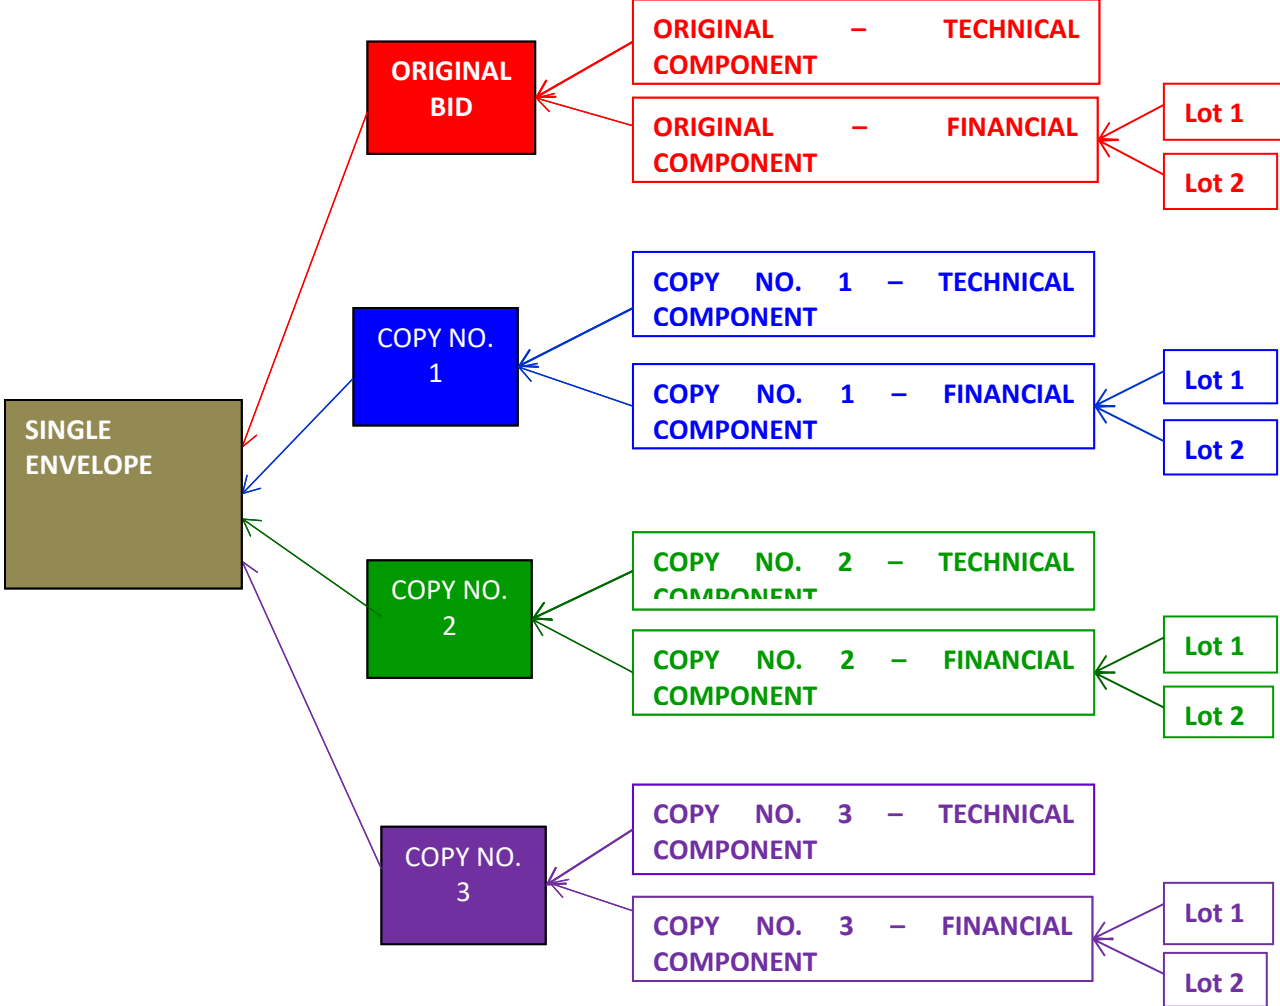 ORIGINAL – TECHNICAL
COMPONENT
ORIGINAL
BID
ORIGINAL – FINANCIAL
COMPONENT
Lot 1
Lot 2
COPY NO. 1 – TECHNICAL
COMPONENT
COPY NO.
1
COPY NO. 1 – FINANCIAL
COMPONENT
Lot 1
Lot 2
SINGLE
ENVELOPE
COPY NO. 2 – TECHNICAL
COMPONENT
COPY NO.
2
COPY NO. 2 – FINANCIAL
COMPONENT
Lot 1
Lot 2
COPY NO. 3 – TECHNICAL
COMPONENT
COPY NO.
3
COPY NO. 3 – FINANCIAL
COMPONENT
Lot 1
Lot 2